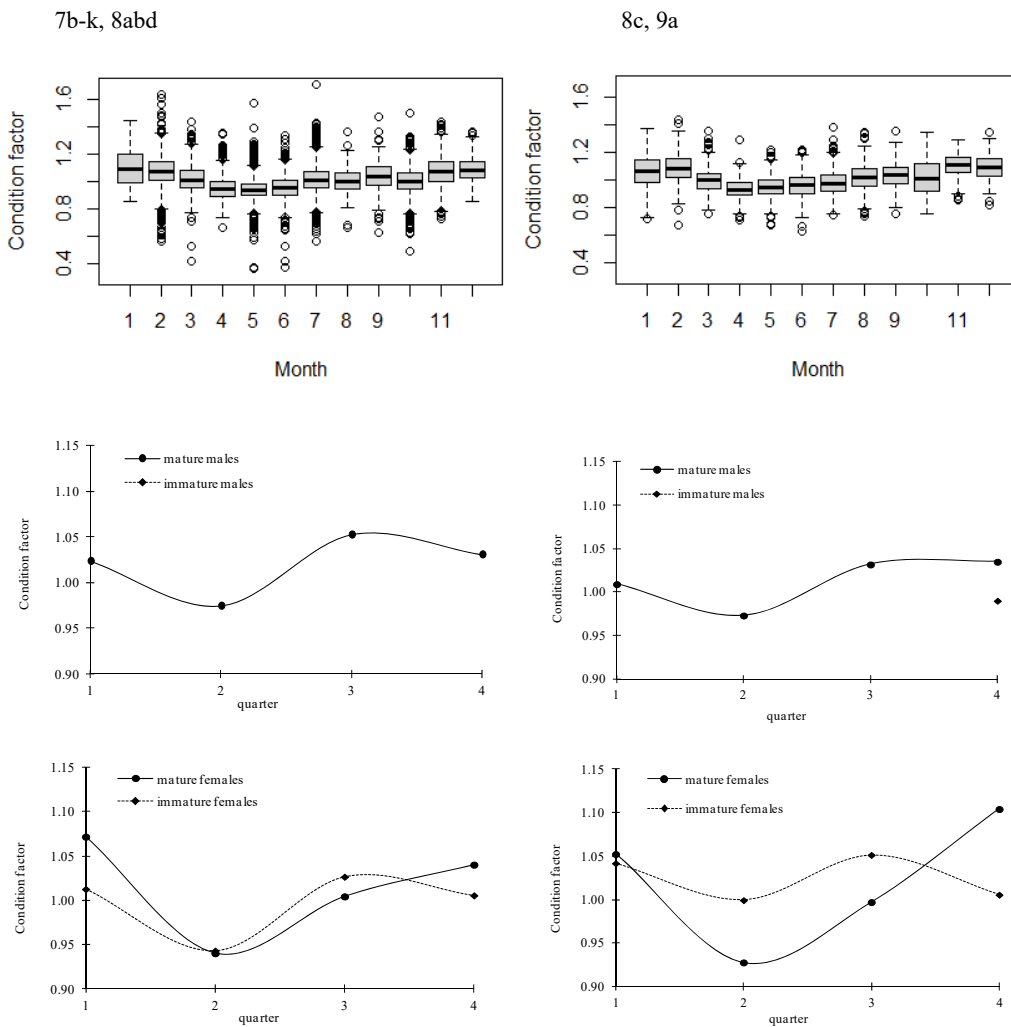 7b-k, 8abd
8c, 9a
Condition factor
1.6
1.2
0.8
0.4
1 2 3 4 5 6 7 8 9 11
Month
Condition factor
1.6
1.2
0.8
0.4
1 2 3 4 5 6 7 8 9 11
Month
Condition factor
1.15
1.10
1.05
1.00
0.95
0.90
mature males
immature males
1 2 3 4
quarter
Condition factor
1.15
1.10
1.05
1.00
0.95
0.90
mature males
immature males
1 2 3 4
quarter
Condition factor
1.15
1.10
1.05
1.00
0.95
0.90
mature females
immature females
1 2 3 4
quarter
Condition factor
1.15
1.10
1.05
1.00
0.95
0.90
mature females
immature females
1 2 3 4
quarter